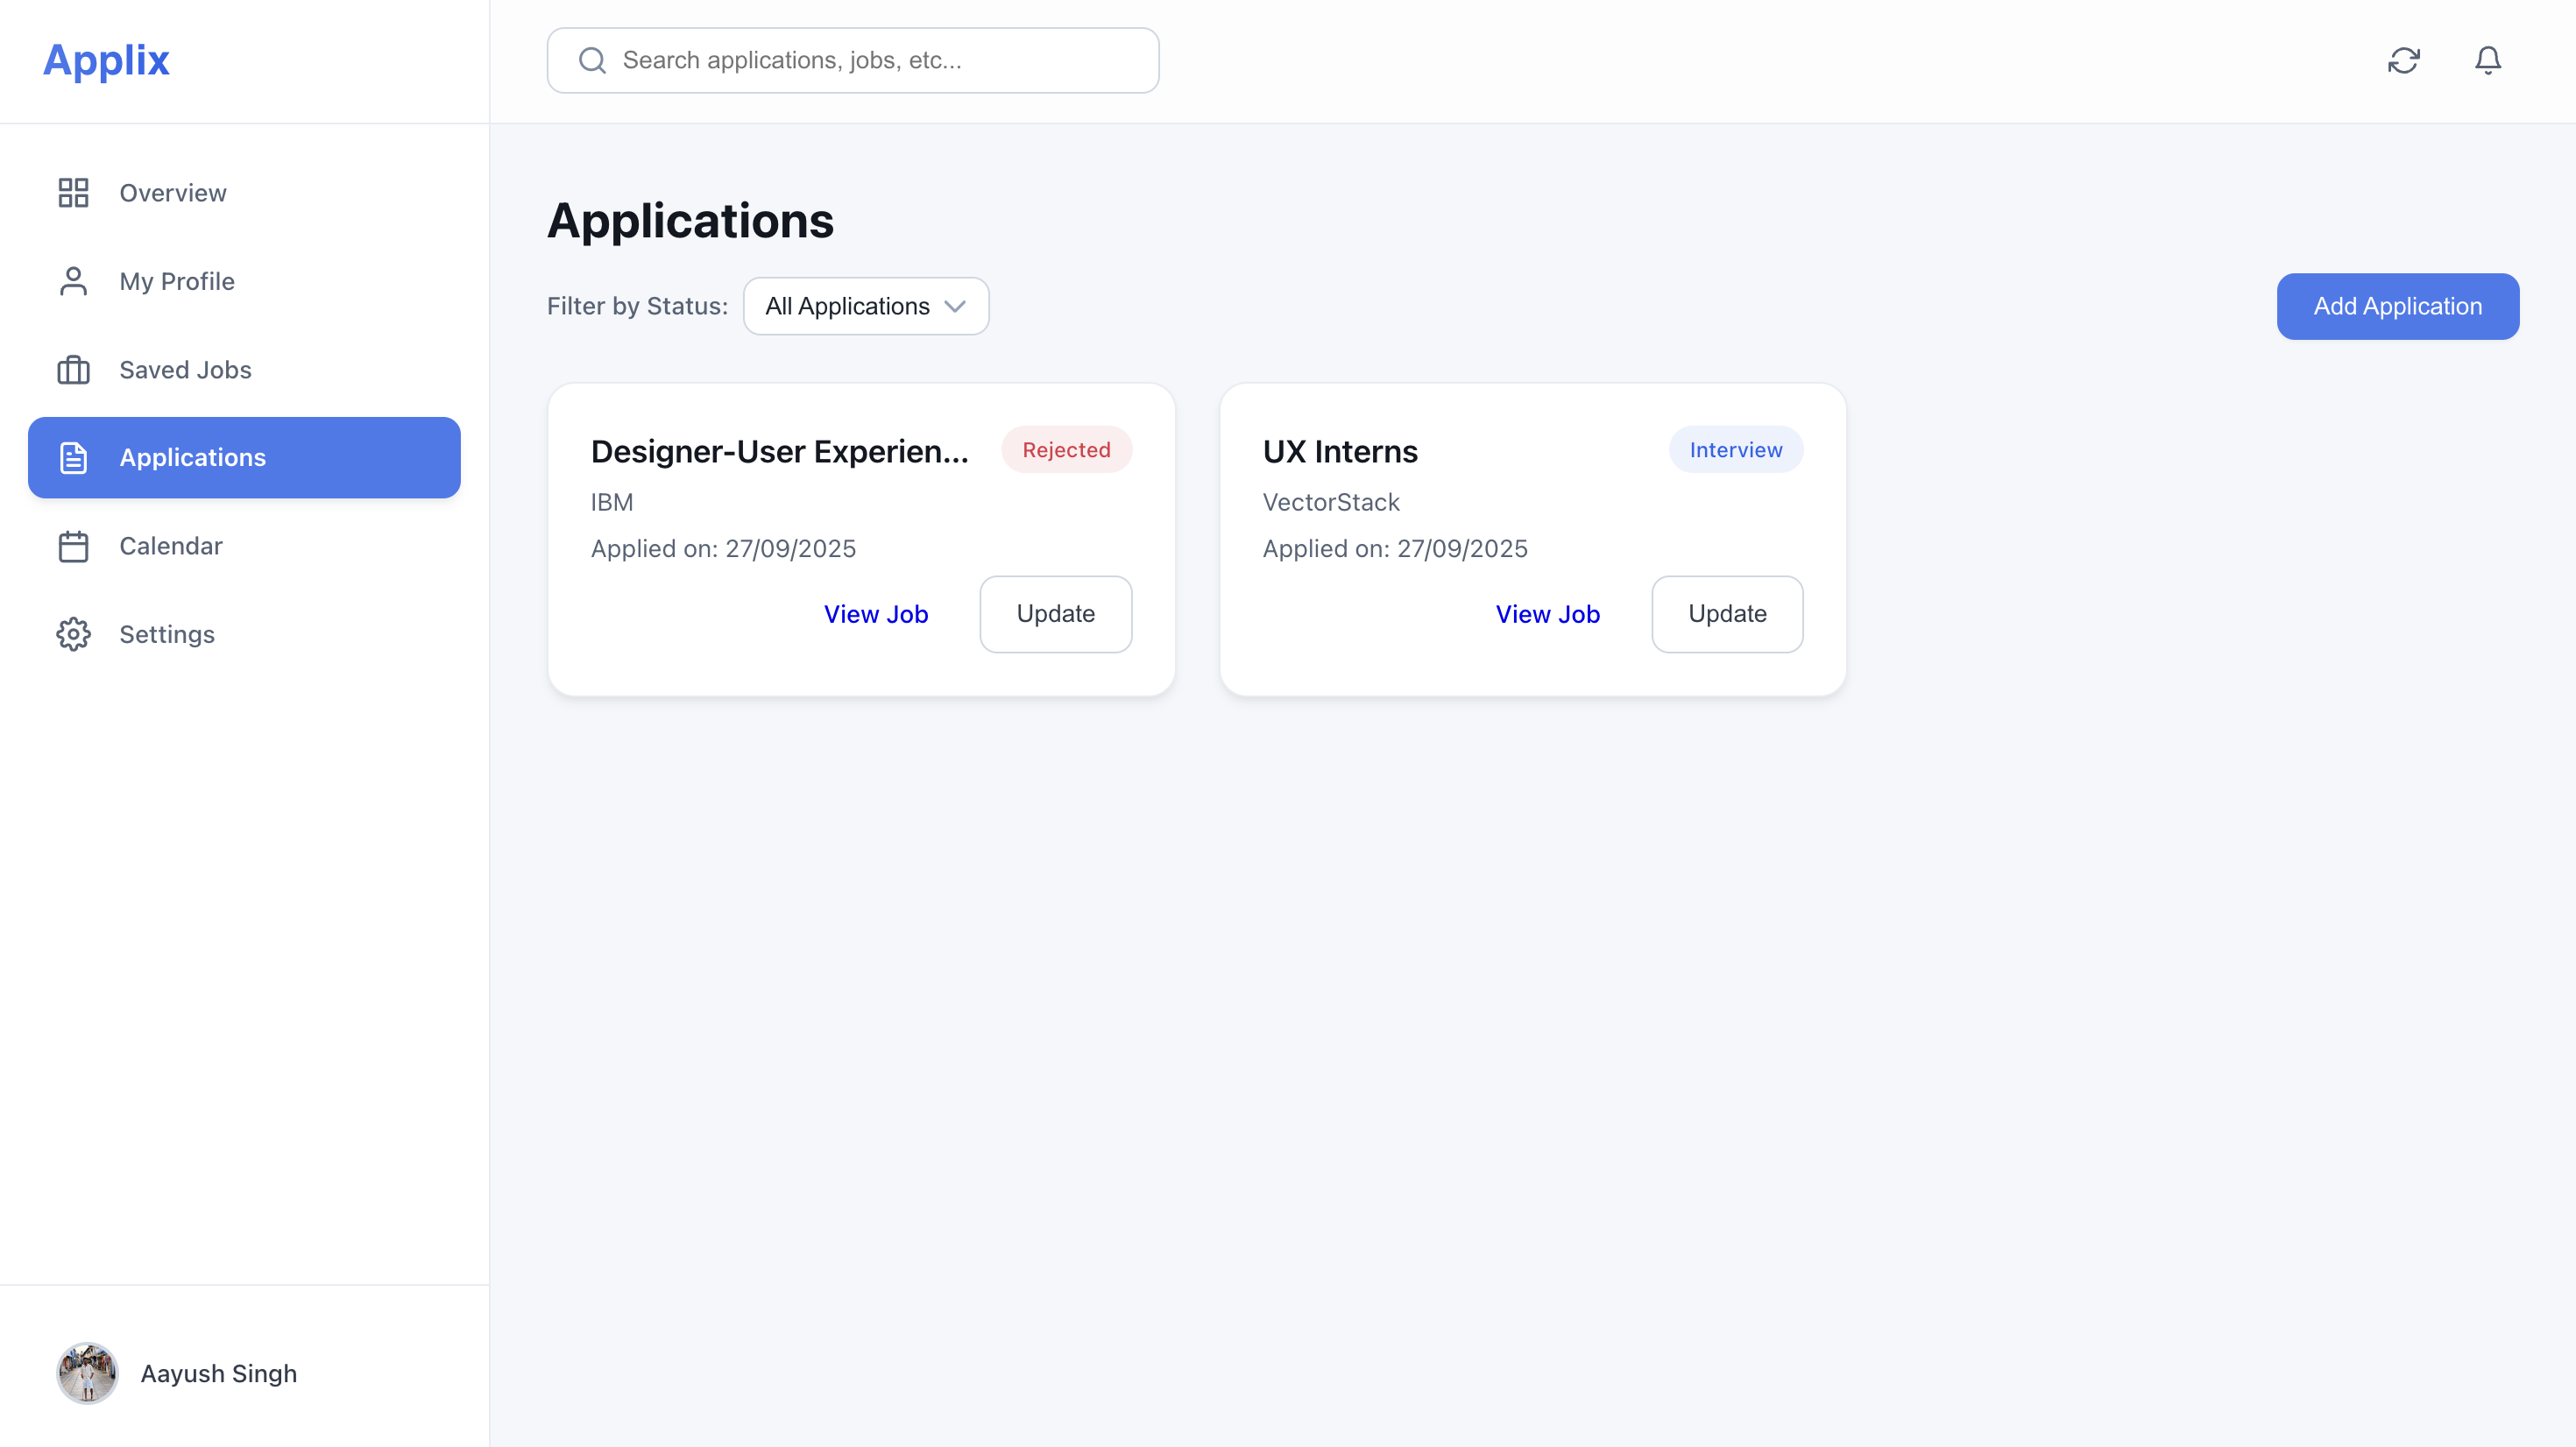 Applix
Search applications, jobs, etc...
Overview
My Profile
Saved Jobs
Applications
Calendar
Settings
Aayush Singh
Applications
Filter by Status: All Applications
Add Application
Designer-User Experien... Rejected
IBM
Applied on: 27/09/2025
View Job Update
UX Interns Interview
VectorStack
Applied on: 27/09/2025
View Job Update